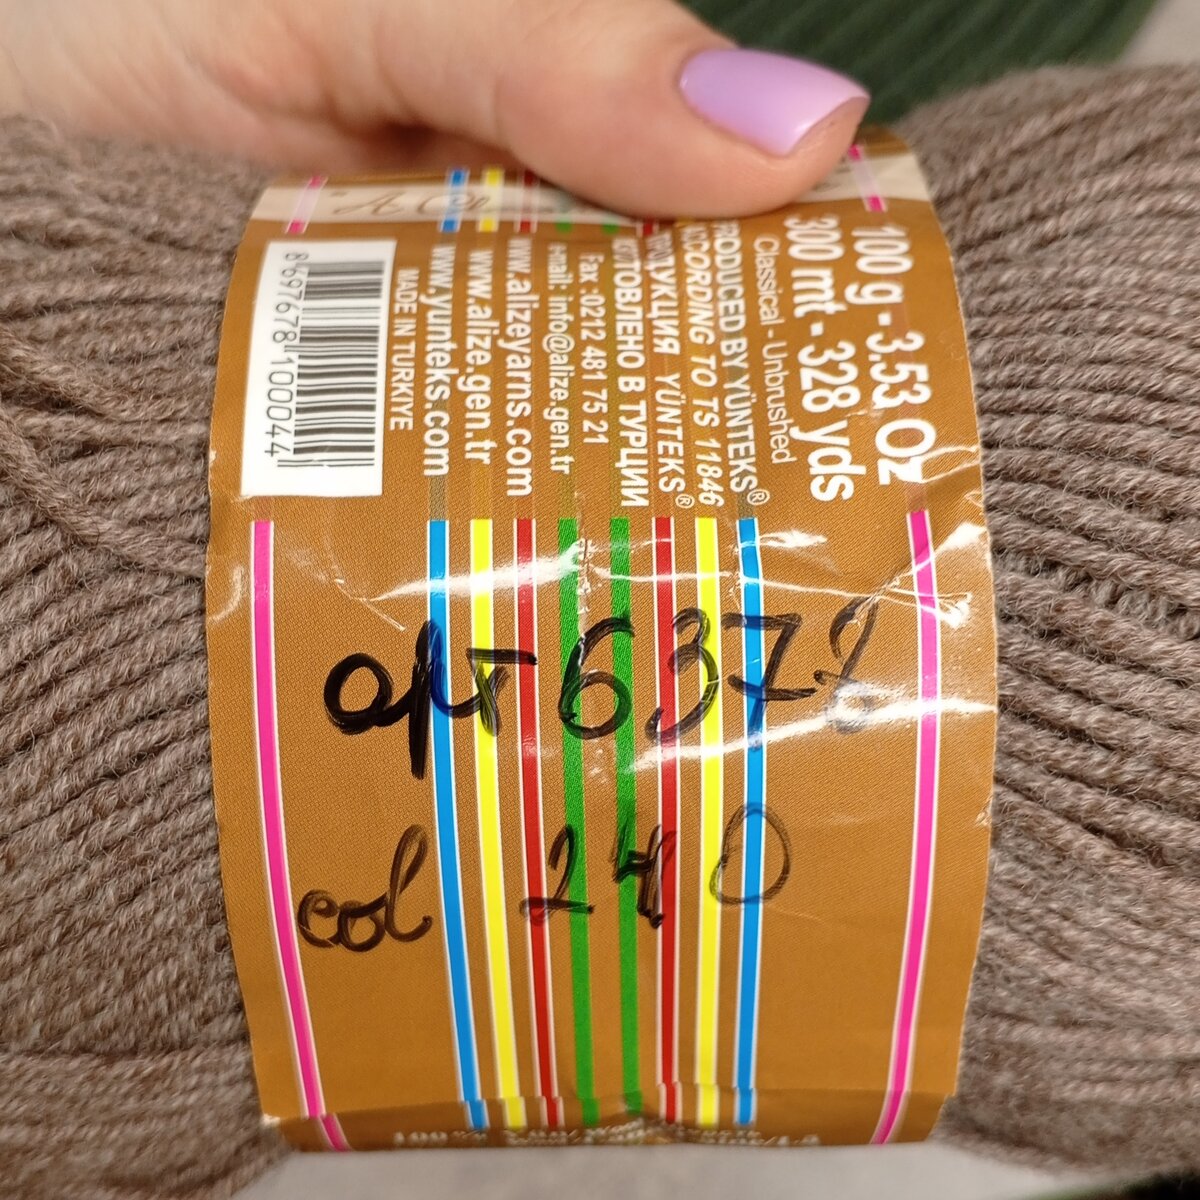 100 g - 3.53 Oz
300 mt - 328 yds
Classical - Unbrushed
PRODUCED BY YÜNTEKS®
ACCORDING TO TS 11846
ПРОДУКЦИЯ YÜNTEKS®
ИЗГОТОВЛЕНО В ТУРЦИИ
Fax :0212 481 75 21
email: info@alize.gen.tr
www.alizeyarns.com
www.alize.gen.tr
www.yunteks.com
MADE IN TURKIYE
8697678100044
арт 6378
col 240